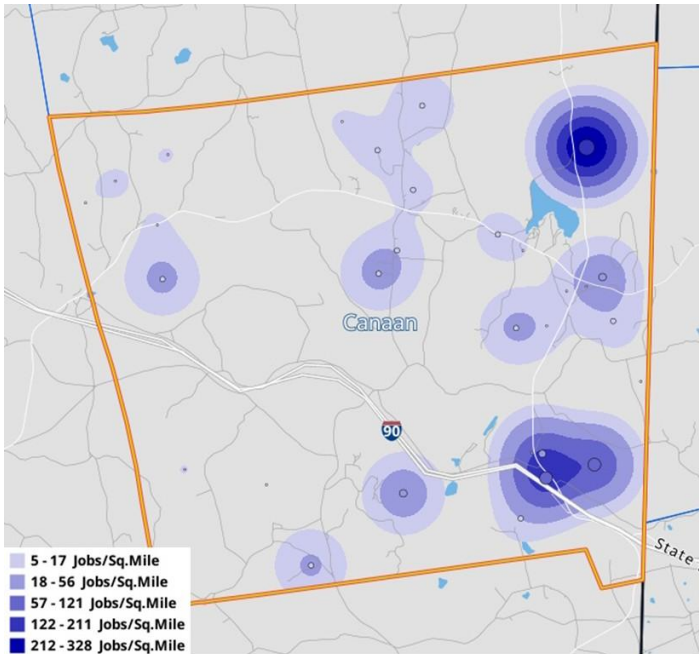 Canaan
90
State
5 - 17 Jobs/Sq.Mile
18 - 56 Jobs/Sq.Mile
57 - 121 Jobs/Sq.Mile
122 - 211 Jobs/Sq.Mile
212 - 328 Jobs/Sq.Mile